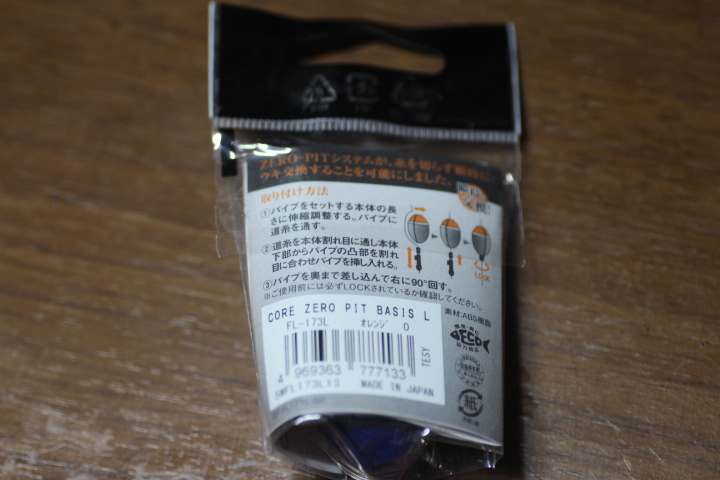 ZERO-PITシステムが、糸を切らず瞬時に
ウキ交換することを可能にしました。
取り付け方法
①パイプをセットする本体の長
さに伸縮調整する。パイプに
道糸を通す。
②道糸を本体割れ目に通し本体
下部からパイプの凸部を割れ
目に合わせパイプを挿し入れる。
③パイプを奥まで差し込んで右に90°回す。
※ご使用前には必ずLOCKされているか確認してください。
LOCK
素材:ABS樹脂
CORE ZERO PIT BASIS L
FL-173L オレンジ 0
TESY
4 969363 777133
SMFL173L13 MADE IN JAPAN
ECO
紙